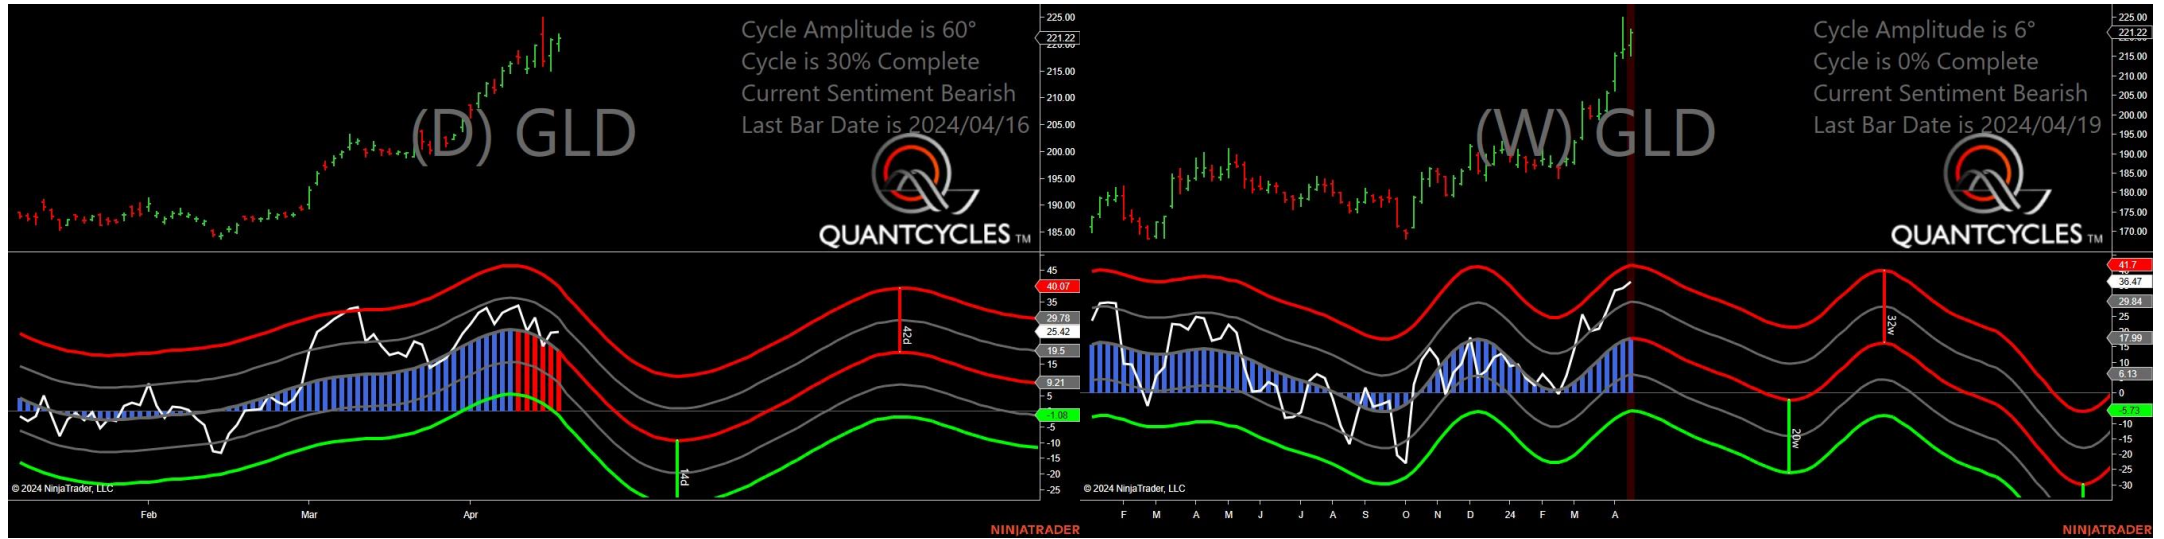 Cycle Amplitude is 60°
Cycle is 30% Complete
Current Sentiment Bearish
Last Bar Date is 2024/04/16
(D) GLD
QUANTCYCLES TM
225.00
221.22
215.00
210.00
205.00
200.00
195.00
190.00
185.00
45
40.07
35
29.78
25.42
19.5
9.21
5
-1.08
-5
-10
-15
-20
-25
42d
14d
© 2024 NinjaTrader, LLC
Feb Mar Apr
NINJATRADER
Cycle Amplitude is 6°
Cycle is 0% Complete
Current Sentiment Bearish
Last Bar Date is 2024/04/19
(W) GLD
QUANTCYCLES TM
225.00
221.22
215.00
210.00
205.00
200.00
195.00
190.00
185.00
180.00
175.00
170.00
41.7
36.47
29.84
25
20
17.99
15
10
6.13
0
-5.73
-10
-15
-20
-25
-30
32w
20w
© 2024 NinjaTrader, LLC
F M A M J J A S O N D 24 F M A
NINJATRADER